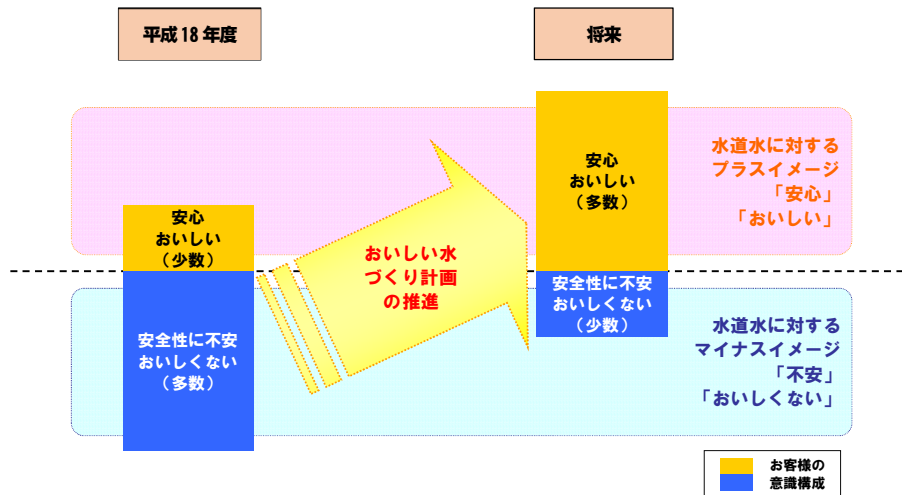 平成18年度
将来
水道水に対する
プラスイメージ
「安心」
「おいしい」
安心
おいしい
（多数）
安心
おいしい
（少数）
おいしい水
づくり計画
の推進
安全性に不安
おいしくない
（少数）
安全性に不安
おいしくない
（多数）
水道水に対する
マイナスイメージ
「不安」
「おいしくない」
お客様の
意識構成